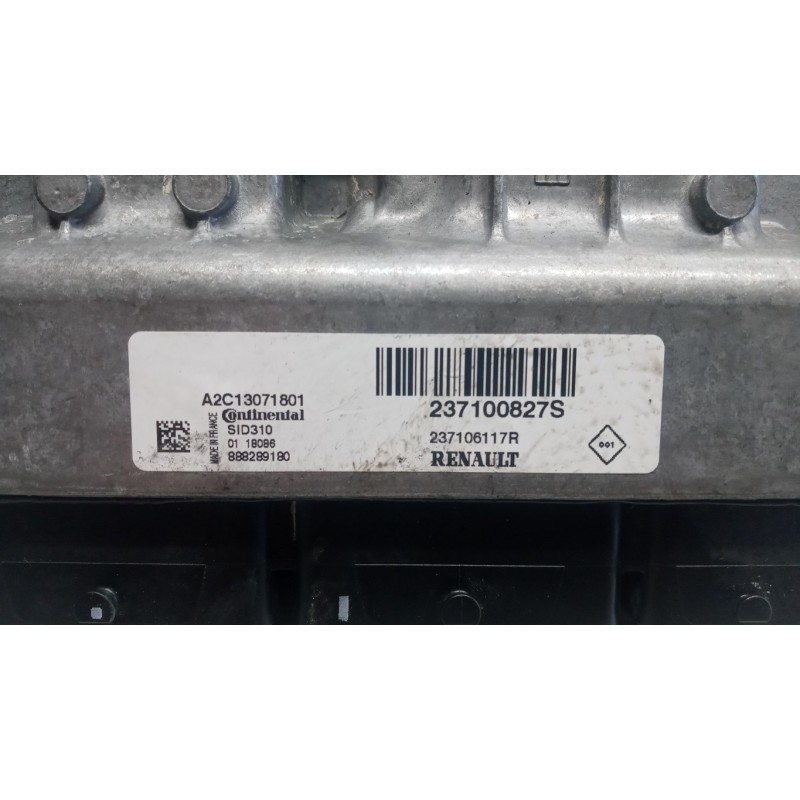 A2C13071801
Continental
SID310
01 18086
888289180
MADE IN FRANCE
237100827S
237106117R
RENAULT
001